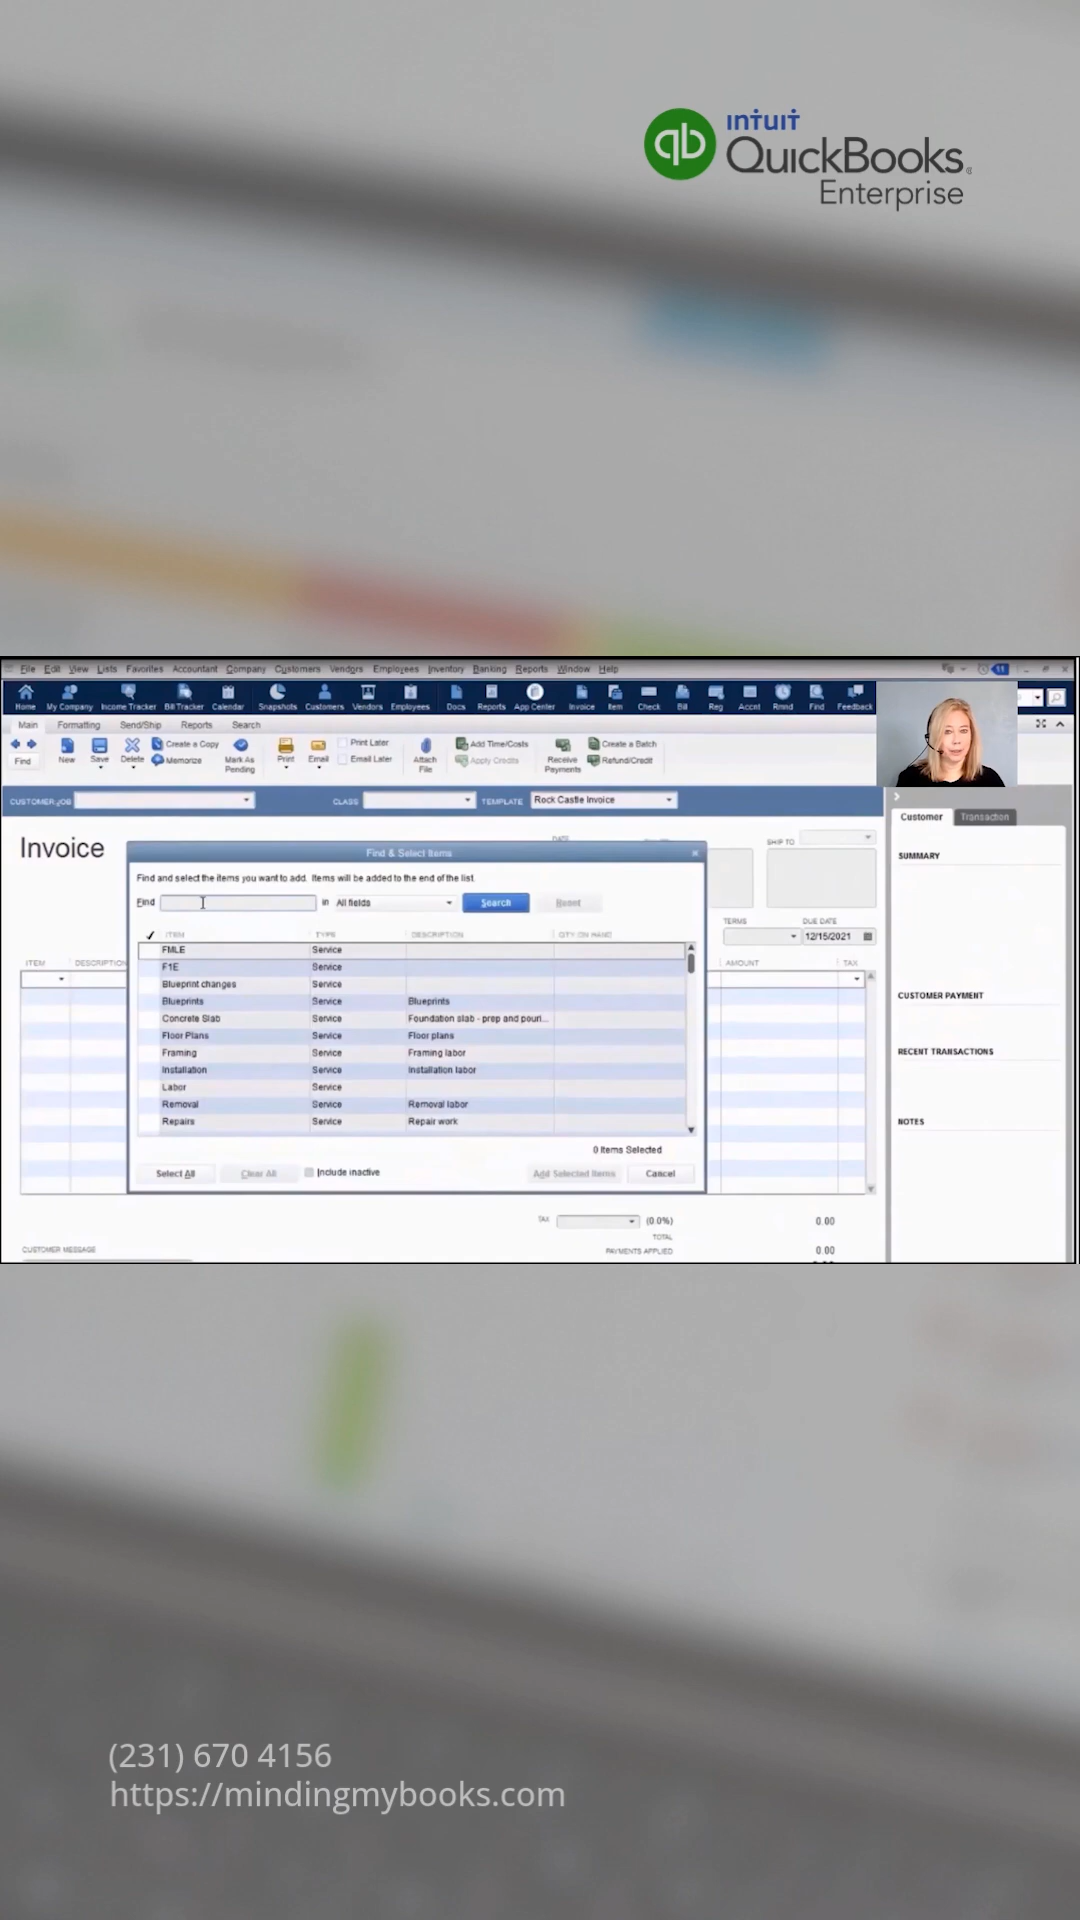 ıntuıt
qb QuickBooks.
Enterprise
File Edit View Lists Favorites Accountant Company Customers Vendors Employees Inventory Banking Reports Window Help
11
Home My Company Income Tracker Bill Tracker Calendar Snapshots Customers Vendors Employees Docs Reports App Center Invoice Item Check Bill Reg Accnt Rmnd Find Feedback
Main Formatting Send/Ship Reports Search
Find New Save Delete Create a Copy Memorize Mark As Pending Print Email Print Later Email Later Attach File Add Time/Costs Apply Credits Receive Payments Create a Batch Refund/Credit
CUSTOMER:JOB CLASS TEMPLATE Rock Castle Invoice
Customer Transaction
Invoice
DATE
SHIP TO
SUMMARY
Find & Select Items
Find and select the items you want to add. Items will be added to the end of the list.
Find in All fields Search Reset
TERMS DUE DATE
12/15/2021
ITEM DESCRIPTION AMOUNT TAX
ITEM TYPE DESCRIPTION QTY ON HAND
FMLE Service
F1E Service
Blueprint changes Service
Blueprints Service Blueprints
Concrete Slab Service Foundation slab - prep and pouri...
Floor Plans Service Floor plans
Framing Service Framing labor
Installation Service Installation labor
Labor Service
Removal Service Removal labor
Repairs Service Repair work
0 Items Selected
Select All Clear All Include inactive Add Selected Items Cancel
CUSTOMER PAYMENT
RECENT TRANSACTIONS
NOTES
TAX (0.0%) 0.00
TOTAL
CUSTOMER MESSAGE PAYMENTS APPLIED 0.00
(231) 670 4156
https://mindingmybooks.com